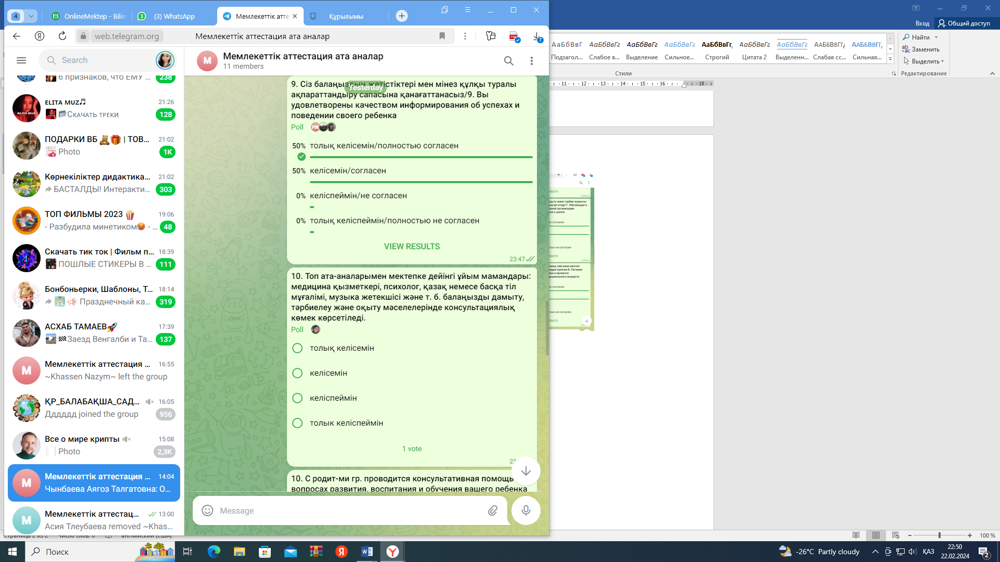 4
OnlineMektep - Bilim
3
(3) WhatsApp
Мемлекеттік атте
Құрылымы
Вход
Общий доступ
web.telegram.org
Мемлекеттік аттестация ата аналар
7
Search
Мемлекеттік аттестация ата аналар
11 members
6 признаков, что ЕМУ ...
238
ELITA MUZ
21:26
Скачать треки
128
ПОДАРКИ ВБ | ТОВ...
21:02
Photo
1K
Көрнекіліктер дидактика...
21:02
БАСТАЛДЫ! Интеракти...
303
ТОП ФИЛЬМЫ 2023
19:06
- Разбудила минетиком - ...
48
Скачать тик ток | Фильм п...
18:39
ПОШЛЫЕ СТИКЕРЫ В ...
111
Бонбоньерки, Шаблоны, Т...
18:14
Празднечный ка...
319
АСХАБ ТАМАЕВ
17:39
Заезд Венгалби и Та...
137
М
Мемлекеттік аттестация ...
16:55
~Khassen Nazym~ left the group
ҚР_БАЛАБАҚША_САД...
16:05
Дддддд joined the group
956
Все о мире крипты
15:08
Photo
2,3K
М
Мемлекеттік аттестация ...
14:04
Чынбаева Аягоз Талгатовна: О...
М
Мемлекеттік аттестац...
13:00
Асия Тлеубаева removed ~Khas...
Yesterday
9. Сіз балаңыздың жетістіктері мен мінез құлқы туралы
ақпараттандыру сапасына қанағаттанасыз/9. Вы
удовлетворены качеством информирования об успехах и
поведении своего ребенка
Poll
50% толық келісемін/полностью согласен
50% келісемін/согласен
0% келіспеймін/не согласен
0% толық келіспеймін/полностью не согласен
VIEW RESULTS
23:47
10. Топ ата-аналарымен мектепке дейінгі ұйым мамандары:
медицина қызметкері, психолог, қазақ немесе басқа тіл
мұғалімі, музыка жетекшісі және т. б. балаңызды дамыту,
тәрбиелеу және оқыту мәселелерінде консультациялық
көмек көрсетіледі.
Poll
толық келісемін
келісемін
келіспеймін
толык келіспеймін
1 vote
10. С родит-ми гр. проводится консультативная помощь
вопросах развития, воспитания и обучения вашего ребенка
Message
АаБбВвГ
АаБбВвГг
АаБбВвГг
АаБбВвГг
АаБбВвГг,
АаБбВвГг
АаБбВвГг
АаБбВвГг,
АаБбВвГг,
Подзагол...
Слабое в...
Выделение
Сильное...
Строгий
Цитата 2
Выделенн...
Слабая сс...
Сильная...
Стили
Найти
Заменить
Выделить
Редактирование
11 12 13 14 15 16 18
Страница 2 из 2
Число слов: 0
английский (США)
100 %
Поиск
-26°C Partly cloudy
ҚАЗ
22:50
22.02.2024
2